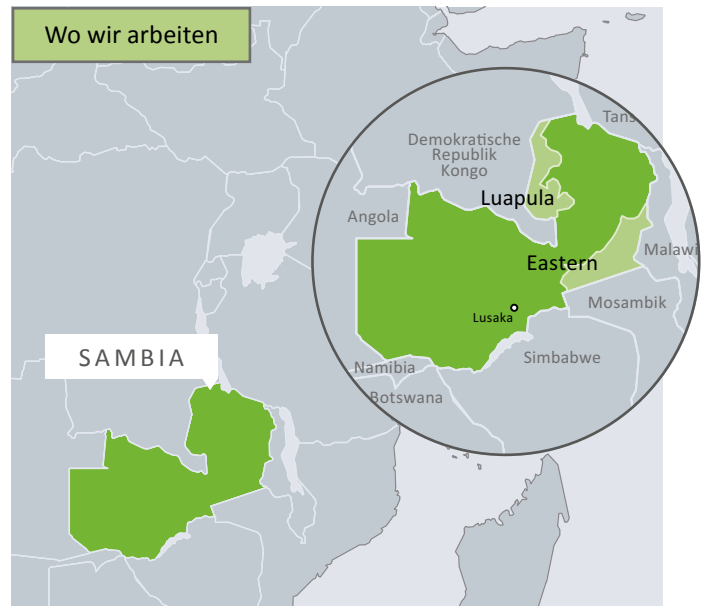 Wo wir arbeiten
Tans
Demokratische
Republik
Kongo
Luapula
Angola
Malawi
Eastern
Mosambik
Lusaka
SAMBIA
Simbabwe
Namibia
Botswana